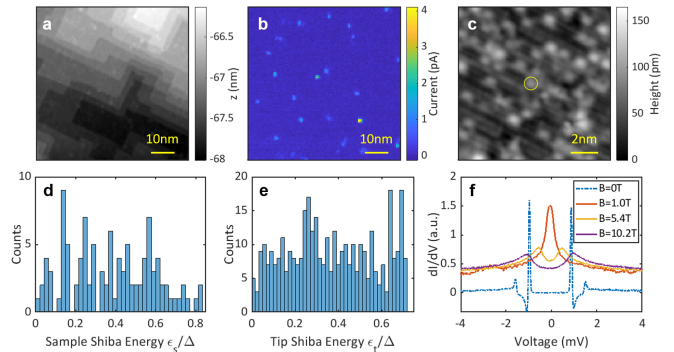 a
10nm
-66.5
-67
-67.5
-68
z (nm)
b
10nm
4
3
2
1
0
Current (pA)
c
2nm
150
100
50
0
Height (pm)
d
10
5
0
Counts
0 0.2 0.4 0.6 0.8
Sample Shiba Energy ϵs/Δ
e
20
15
10
5
0
Counts
0 0.2 0.4 0.6
Tip Shiba Energy ϵt/Δ
f
B=0T
B=1.0T
B=5.4T
B=10.2T
2
1.5
1
0.5
0
dI/dV (a.u.)
-4 -2 0 2 4
Voltage (mV)